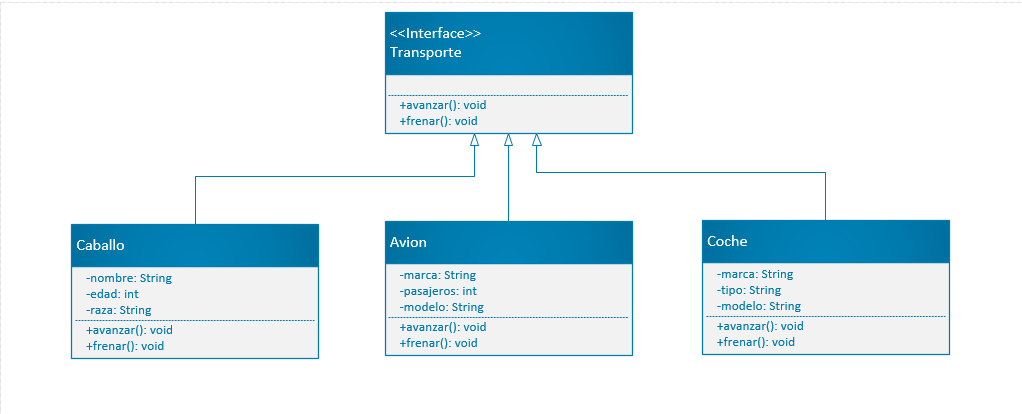 <<Interface>>
Transporte
+avanzar(): void
+frenar(): void
Caballo
-nombre: String
-edad: int
-raza: String
+avanzar(): void
+frenar(): void
Avion
-marca: String
-pasajeros: int
-modelo: String
+avanzar(): void
+frenar(): void
Coche
-marca: String
-tipo: String
-modelo: String
+avanzar(): void
+frenar(): void